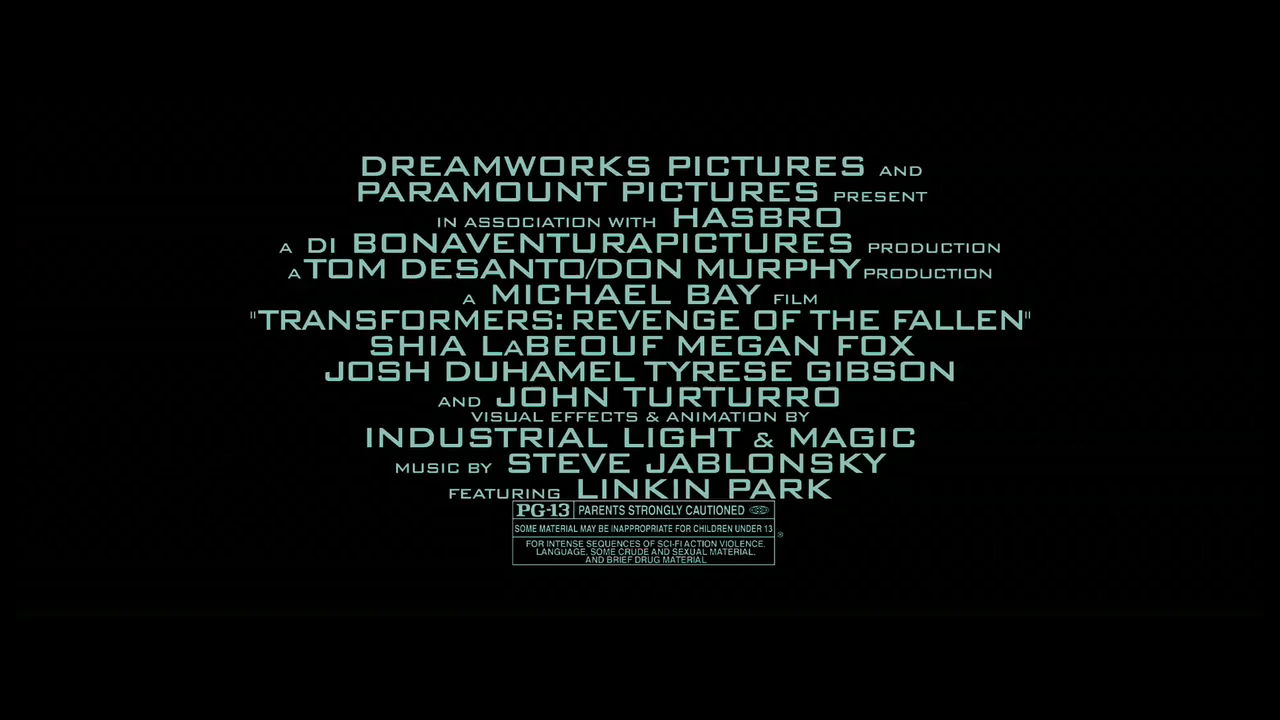 DREAMWORKS PICTURES AND
PARAMOUNT PICTURES PRESENT
IN ASSOCIATION WITH HASBRO
A DI BONAVENTURAPICTURES PRODUCTION
A TOM DESANTO/DON MURPHY PRODUCTION
A MICHAEL BAY FILM
"TRANSFORMERS: REVENGE OF THE FALLEN"
SHIA LaBEOUF MEGAN FOX
JOSH DUHAMEL TYRESE GIBSON
AND JOHN TURTURRO
VISUAL EFFECTS & ANIMATION BY
INDUSTRIAL LIGHT & MAGIC
MUSIC BY STEVE JABLONSKY
FEATURING LINKIN PARK
PG-13 PARENTS STRONGLY CAUTIONED
SOME MATERIAL MAY BE INAPPROPRIATE FOR CHILDREN UNDER 13 ®
FOR INTENSE SEQUENCES OF SCI-FI ACTION VIOLENCE,
LANGUAGE, SOME CRUDE AND SEXUAL MATERIAL,
AND BRIEF DRUG MATERIAL